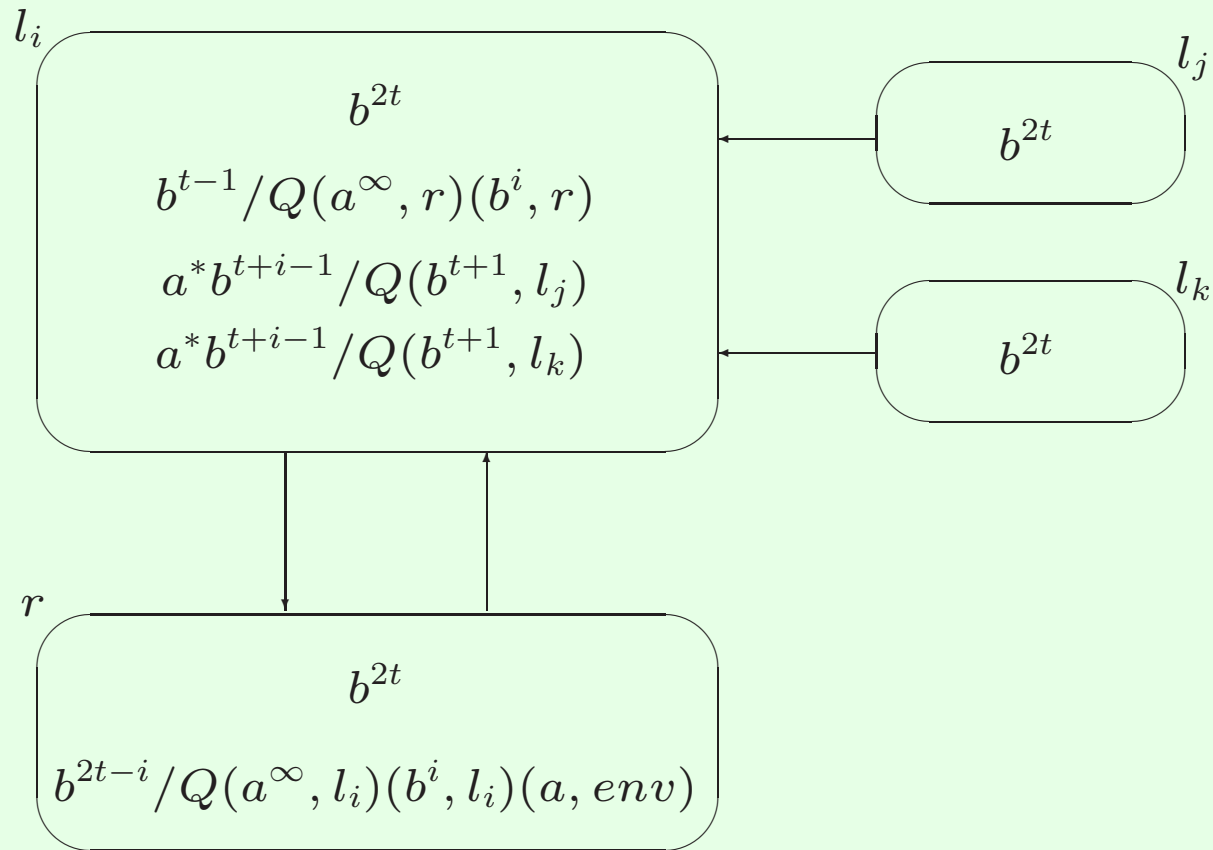 l_i
b^{2t}
b^{t-1}/Q(a^∞, r)(b^i, r)
a^*b^{t+i-1}/Q(b^{t+1}, l_j)
a^*b^{t+i-1}/Q(b^{t+1}, l_k)
l_j
b^{2t}
l_k
b^{2t}
r
b^{2t}
b^{2t-i}/Q(a^∞, l_i)(b^i, l_i)(a, env)